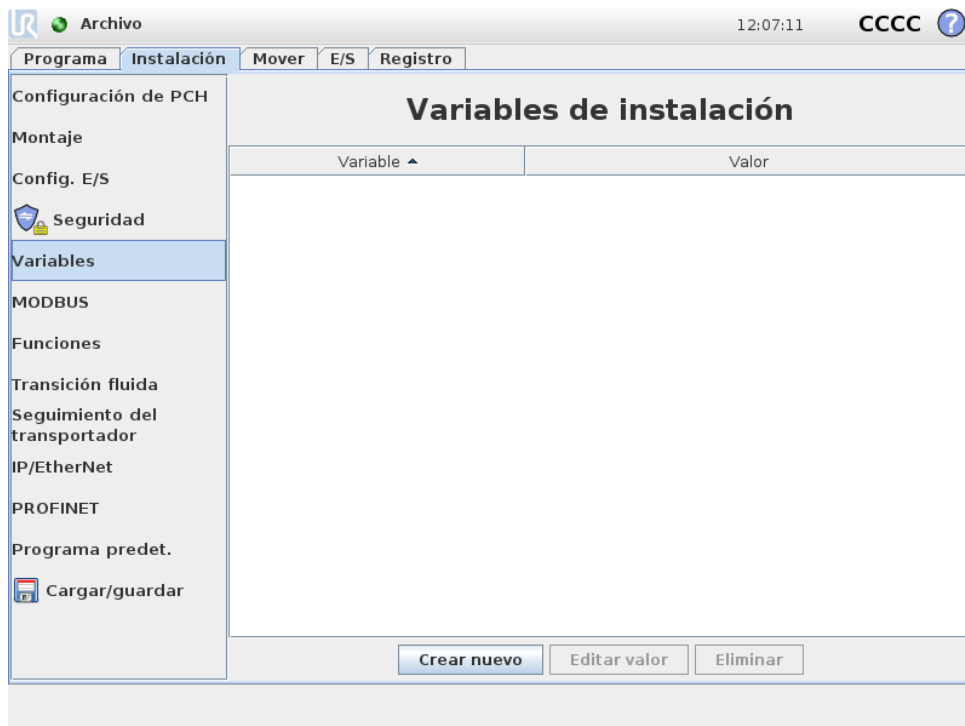 UR Archivo 12:07:11 CCCC ?
Programa Instalación Mover E/S Registro
Configuración de PCH
Montaje
Config. E/S
Seguridad
Variables
MODBUS
Funciones
Transición fluida
Seguimiento del
transportador
IP/EtherNet
PROFINET
Programa predet.
Cargar/guardar
Variables de instalación
Variable Valor
Crear nuevo Editar valor Eliminar